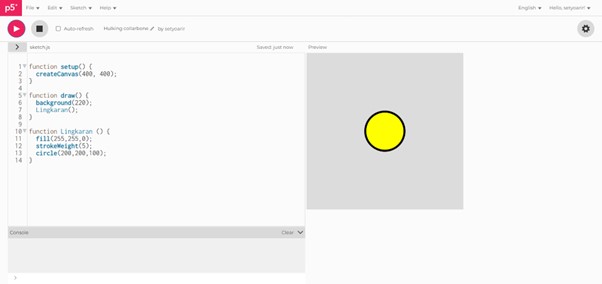 p5* File Edit Sketch Help English Hello, setyoarr!
Auto-refresh Hulking collarbone by setyoarr!
sketch.js Saved: just now Preview
1 function setup() {
2 createCanvas(400, 400);
3 }
4
5 function draw() {
6 background(220);
7 Lingkaran();
8 }
9
10 function Lingkaran () {
11 fill(255,255,0);
12 strokeWeight(5);
13 circle(200,200,100);
14 }
Console Clear
>